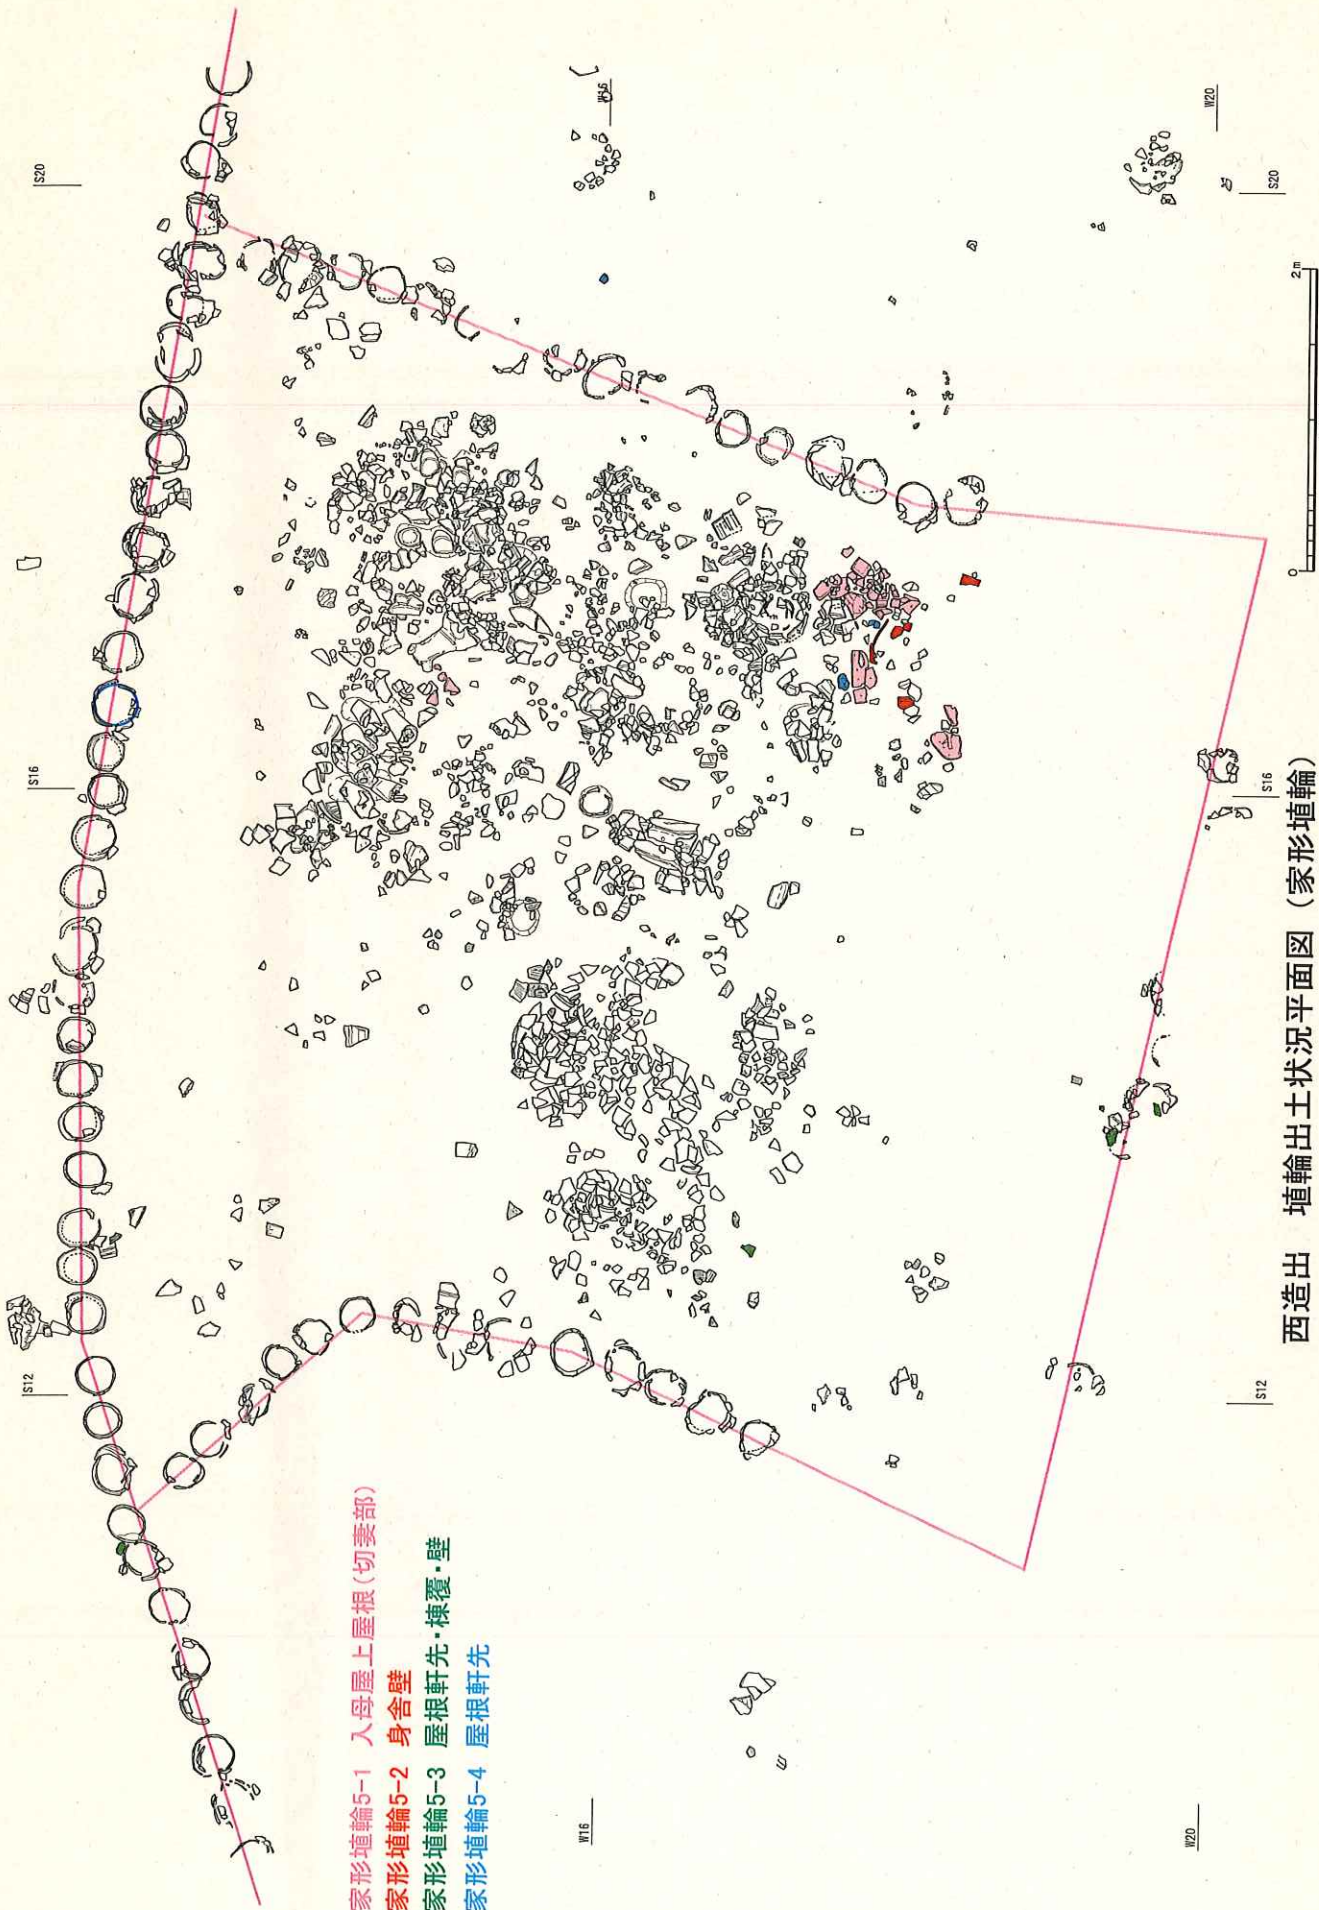 S20
S16
S12
W16
W20
S20
S16
S12
W16
W20
家形埴輪5-1　入母屋上屋根（切妻部）
家形埴輪5-2　身舎壁
家形埴輪5-3　屋根軒先・棟覆・壁
家形埴輪5-4　屋根軒先
0
2m
西造出　埴輪出土状況平面図（家形埴輪）